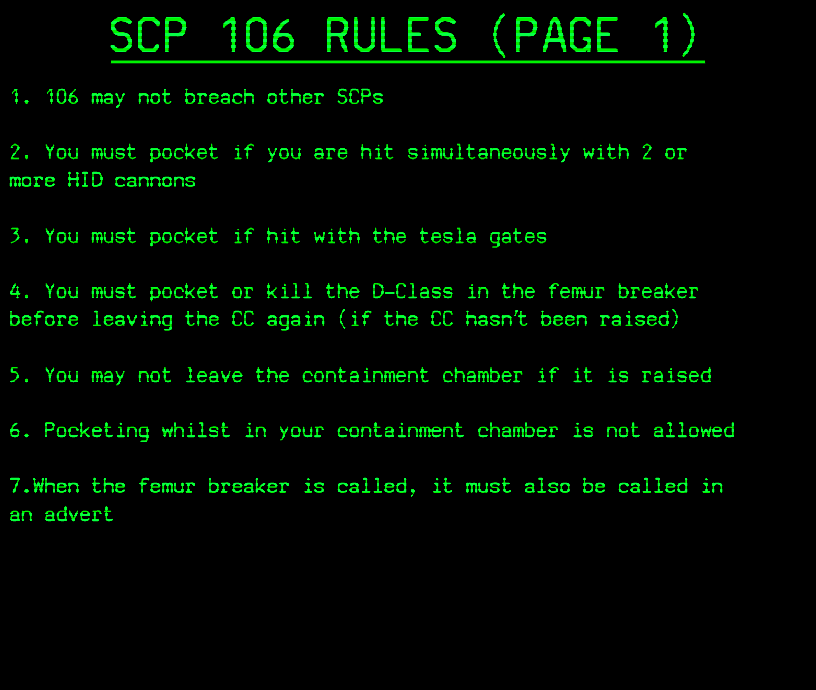 SCP 106 RULES (PAGE 1)
1. 106 may not breach other SCPs
2. You must pocket if you are hit simultaneously with 2 or
more HID cannons
3. You must pocket if hit with the tesla gates
4. You must pocket or kill the D-Class in the femur breaker
before leaving the CC again (if the CC hasn't been raised)
5. You may not leave the containment chamber if it is raised
6. Pocketing whilst in your containment chamber is not allowed
7.When the femur breaker is called, it must also be called in
an advert